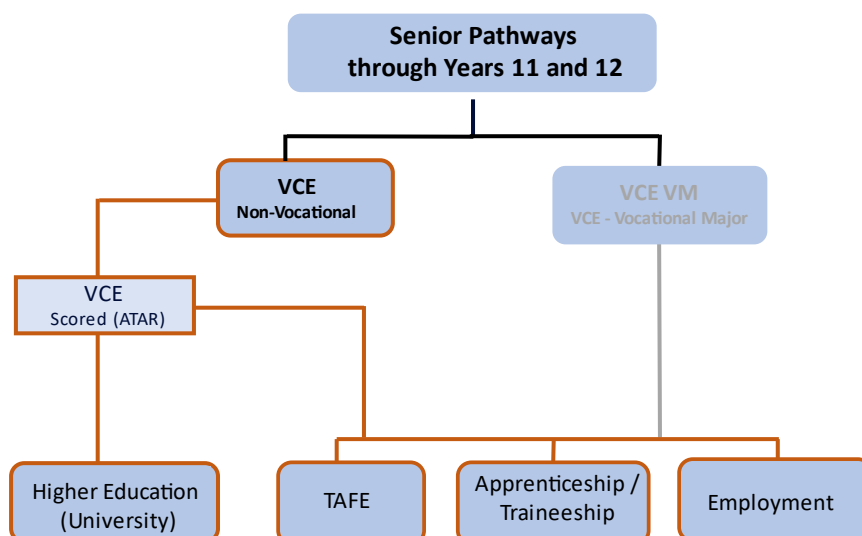 Senior Pathways
through Years 11 and 12
VCE
Non-Vocational
VCE VM
VCE - Vocational Major
VCE
Scored (ATAR)
Higher Education
(University)
TAFE
Apprenticeship /
Traineeship
Employment